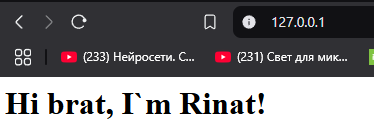 127.0.0.1
(233) Нейросети. С...
(231) Свет для мик...
Hi brat, I`m Rinat!